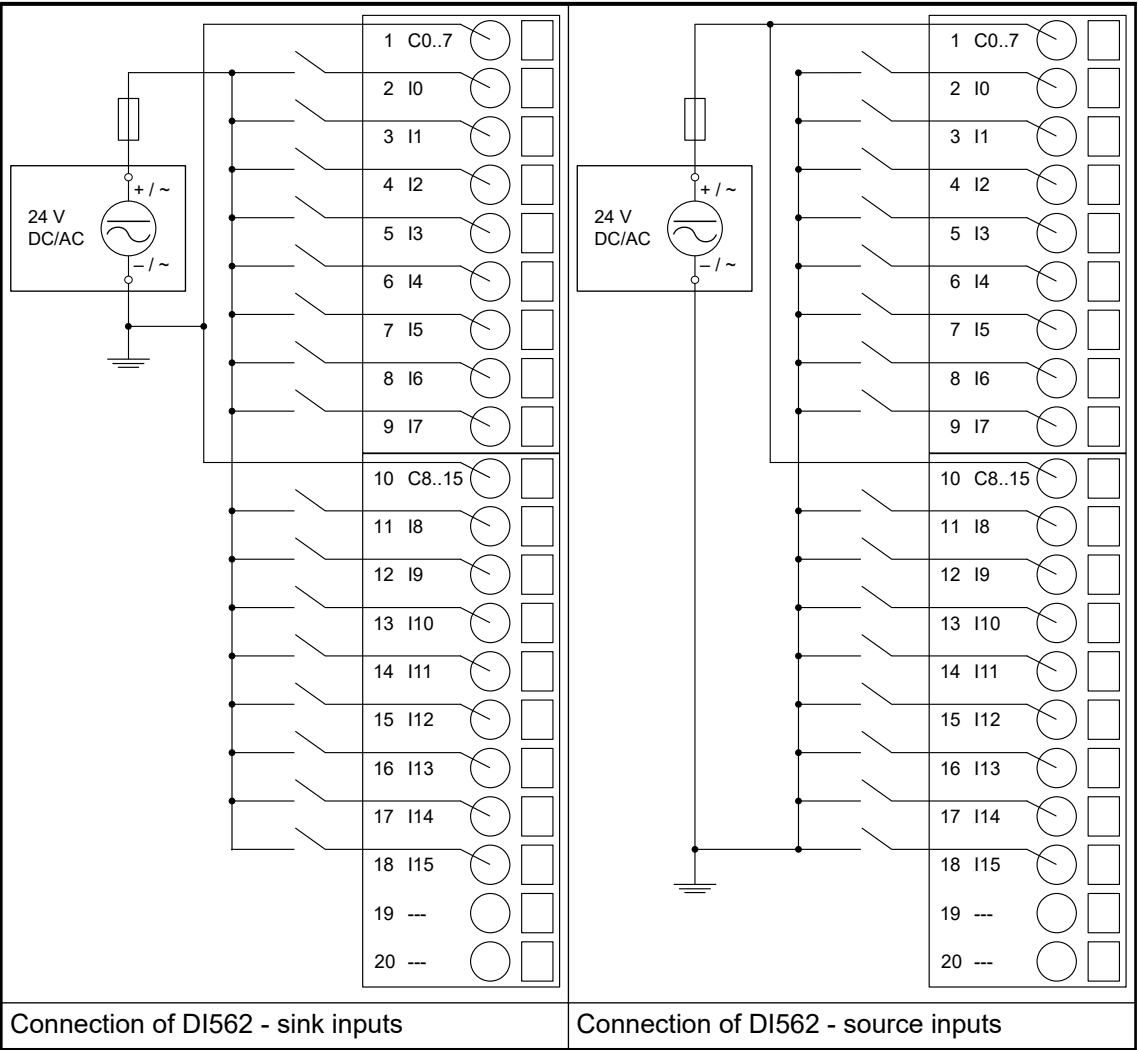 1 C0..7
2 I0
3 I1
4 I2
5 I3
6 I4
7 I5
8 I6
9 I7
10 C8..15
11 I8
12 I9
13 I10
14 I11
15 I12
16 I13
17 I14
18 I15
19 ---
20 ---
+ / ~
24 V
DC/AC
– / ~
Connection of DI562 - sink inputs
1 C0..7
2 I0
3 I1
4 I2
5 I3
6 I4
7 I5
8 I6
9 I7
10 C8..15
11 I8
12 I9
13 I10
14 I11
15 I12
16 I13
17 I14
18 I15
19 ---
20 ---
+ / ~
24 V
DC/AC
– / ~
Connection of DI562 - source inputs